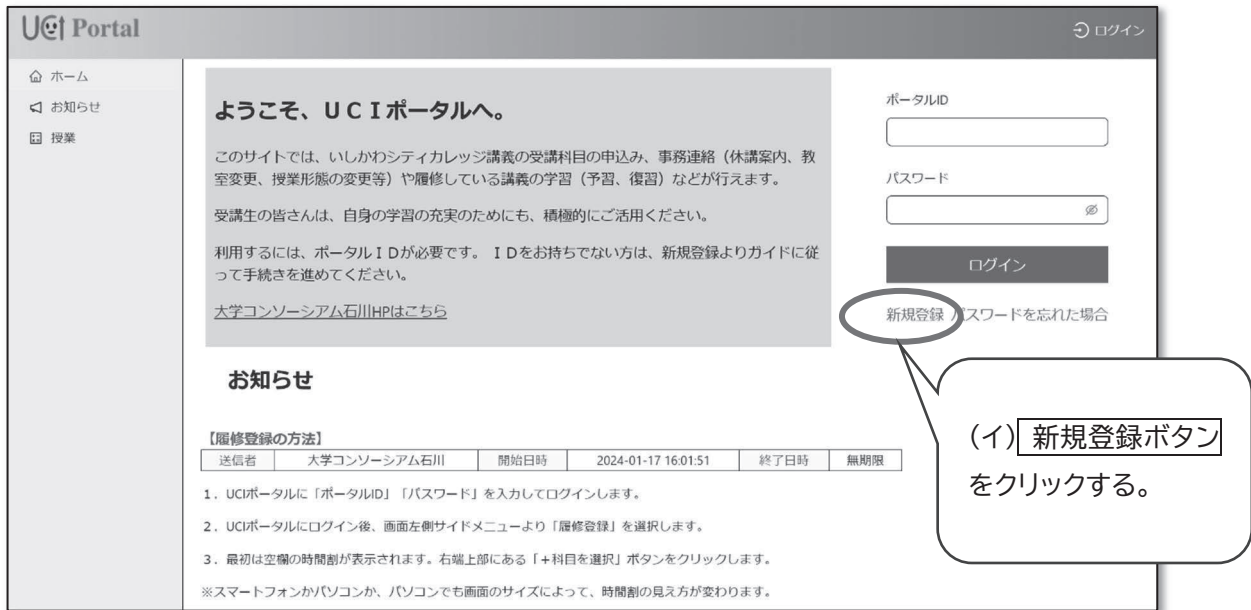 UCI Portal
ログイン
ホーム
お知らせ
授業
ようこそ、ＵＣＩポータルへ。
このサイトでは、いしかわシティカレッジ講義の受講科目の申込み、事務連絡（休講案内、教
室変更、授業形態の変更等）や履修している講義の学習（予習、復習）などが行えます。
受講生の皆さんは、自身の学習の充実のためにも、積極的にご活用ください。
利用するには、ポータルＩＤが必要です。 ＩＤをお持ちでない方は、新規登録よりガイドに従
って手続きを進めてください。
大学コンソーシアム石川HPはこちら
ポータルID
パスワード
ログイン
新規登録 パスワードを忘れた場合
(イ) 新規登録ボタン
をクリックする。
お知らせ
【履修登録の方法】
送信者 大学コンソーシアム石川 開始日時 2024-01-17 16:01:51 終了日時 無期限
1．UCIポータルに「ポータルID」「パスワード」を入力してログインします。
2．UCIポータルにログイン後、画面左側サイドメニューより「履修登録」を選択します。
3．最初は空欄の時間割が表示されます。右端上部にある「+科目を選択」ボタンをクリックします。
※スマートフォンかパソコンか、パソコンでも画面のサイズによって、時間割の見え方が変わります。